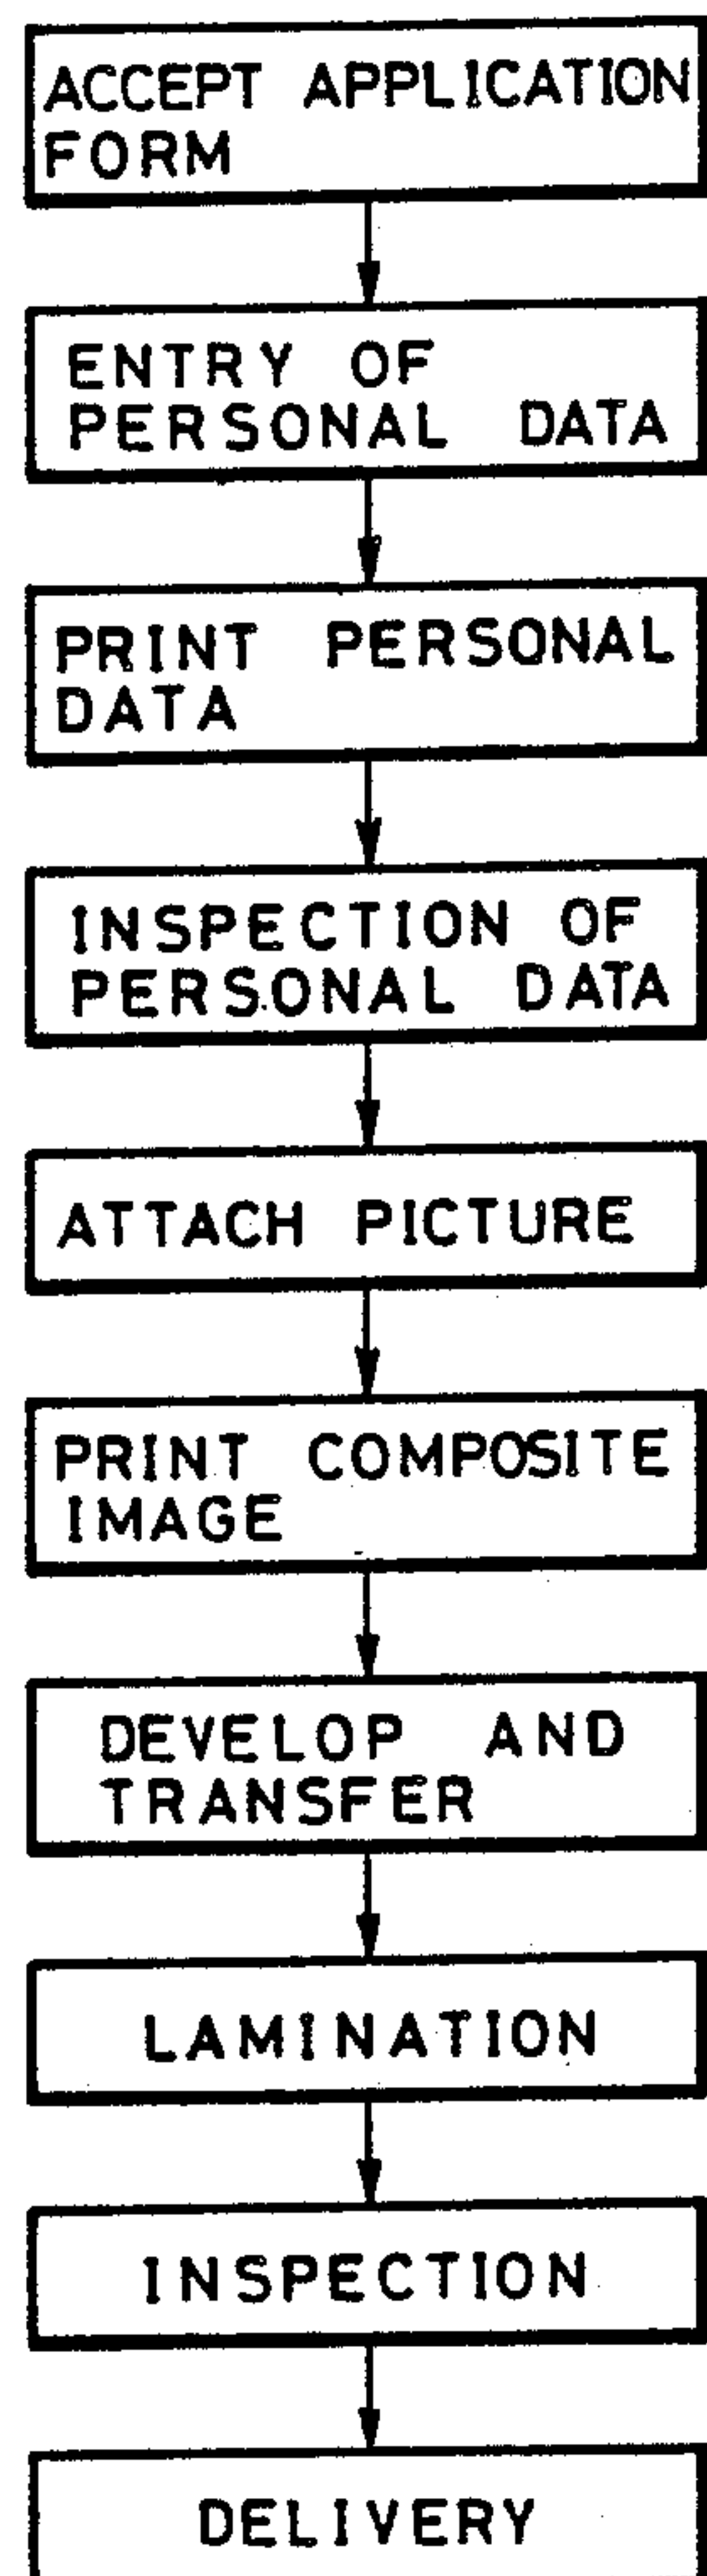 ACCEPT APPLICATION
FORM
ENTRY OF
PERSONAL DATA
PRINT PERSONAL
DATA
INSPECTION OF
PERSONAL DATA
ATTACH PICTURE
PRINT COMPOSITE
IMAGE
DEVELOP AND
TRANSFER
LAMINATION
INSPECTION
DELIVERY